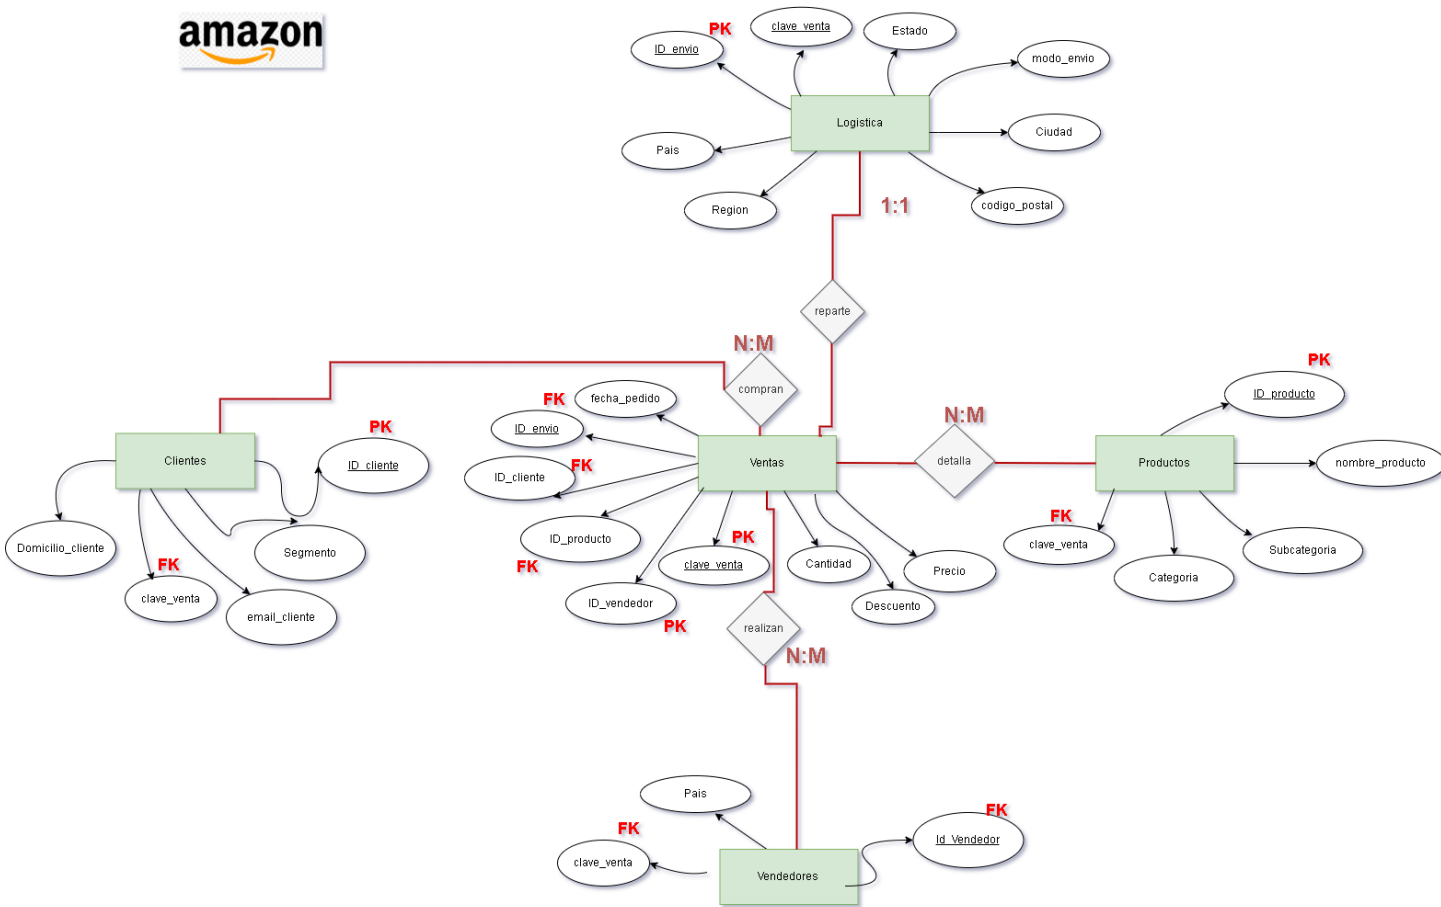 amazon
PK
clave_venta
Estado
ID_envio
modo_envio
Logistica
Ciudad
Pais
Region
codigo_postal
1:1
reparte
N:M
compran
PK
ID_producto
fecha_pedido
FK
ID_envio
N:M
PK
Clientes
ID_cliente
Ventas
detalla
Productos
nombre_producto
ID_cliente
FK
Domicilio_cliente
Segmento
FK
clave_venta
email_cliente
ID_producto
FK
PK
clave_venta
Cantidad
Precio
Descuento
ID_vendedor
PK
FK
clave_venta
Categoria
Subcategoria
realizan
N:M
Pais
FK
clave_venta
FK
Id_Vendedor
Vendedores